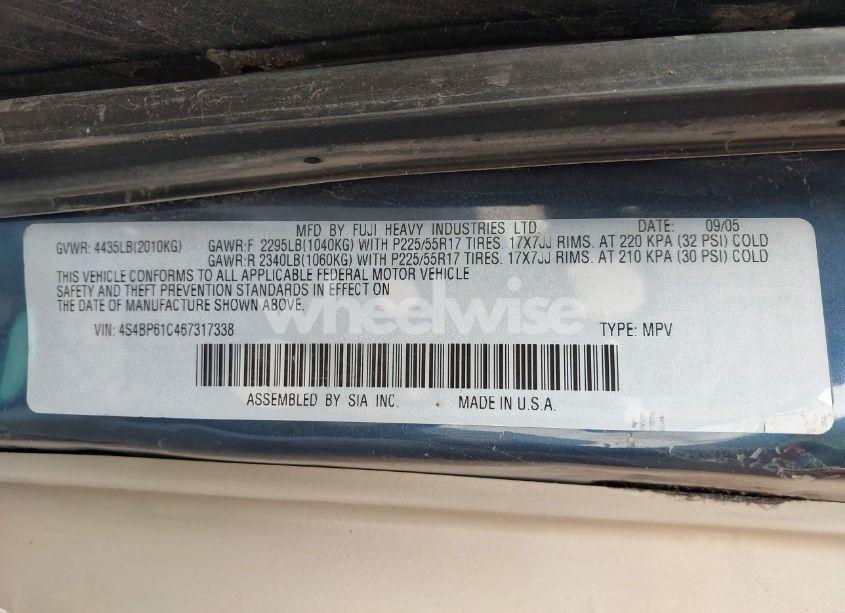 MFD BY FUJI HEAVY INDUSTRIES LTD. DATE: 09/05
GVWR: 4435LB(2010KG) GAWR:F 2295LB(1040KG) WITH P225/55R17 TIRES. 17X7JJ RIMS. AT 220 KPA (32 PSI) COLD
GAWR:R 2340LB(1060KG) WITH P225/55R17 TIRES. 17X7JJ RIMS. AT 210 KPA (30 PSI) COLD
THIS VEHICLE CONFORMS TO ALL APPLICABLE FEDERAL MOTOR VEHICLE
SAFETY AND THEFT PREVENTION STANDARDS IN EFFECT ON
THE DATE OF MANUFACTURE SHOWN ABOVE.
wheelwise
VIN: 4S4BP61C467317338 TYPE: MPV
ASSEMBLED BY SIA INC. MADE IN U.S.A.